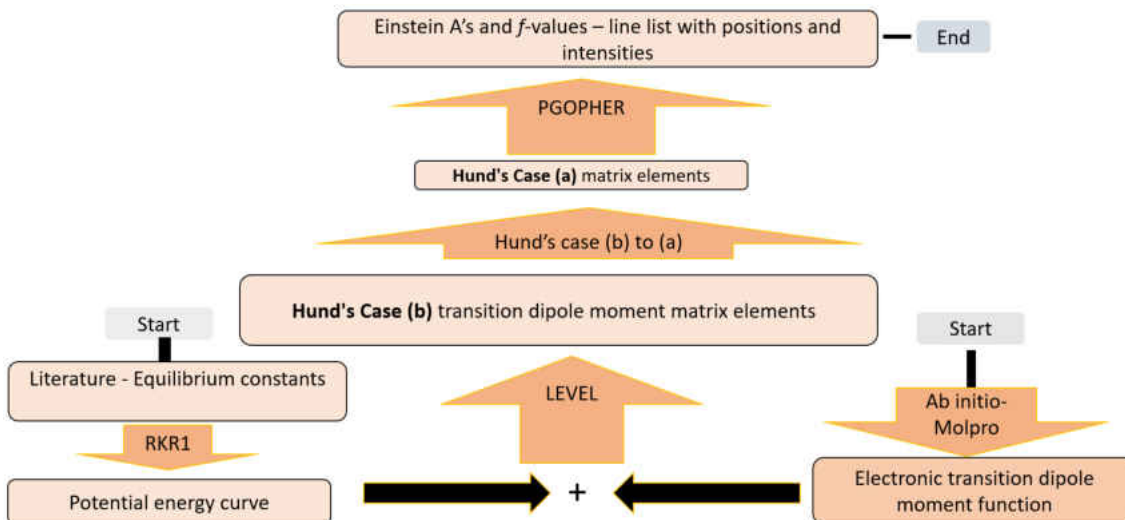 Einstein A's and f-values – line list with positions and
intensities
End
PGOPHER
Hund's Case (a) matrix elements
Hund's case (b) to (a)
Hund's Case (b) transition dipole moment matrix elements
Start
Start
Literature - Equilibrium constants
LEVEL
Ab initio-
Molpro
RKR1
Potential energy curve
+
Electronic transition dipole
moment function